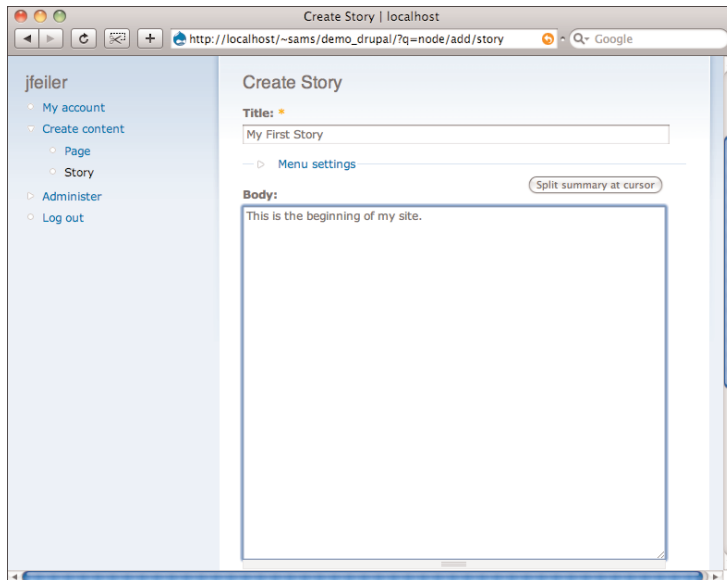 Create Story | localhost
http://localhost/~sams/demo_drupal/?q=node/add/story
Google
jfeiler
My account
Create content
Page
Story
Administer
Log out
Create Story
Title: *
My First Story
Menu settings
Split summary at cursor
Body:
This is the beginning of my site.